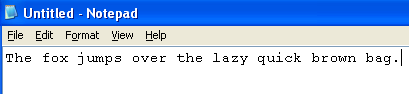 Untitled - Notepad
File Edit Format View Help
The fox jumps over the lazy quick brown bag.